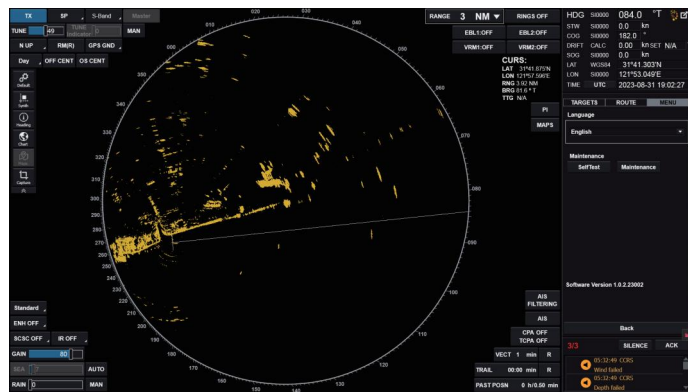 TX SP S-Band Master
TUNE 49 TUNE Indicator 0 MAN
N UP RM(R) GPS GND
Day OFF CENT OS CENT
Default
Symb
Heading
Chart
Capture
Standard
ENH OFF
SCSC OFF IR OFF
GAIN 60
SEA AUTO
RAIN 0 MAN
000
010
020
030
040
050
060
070
080
090
100
110
120
130
140
150
160
170
180
190
200
210
220
230
240
250
260
270
280
290
300
310
320
330
340
RANGE 3 NM RINGS OFF
EBL1:OFF EBL2:OFF
VRM1:OFF VRM2:OFF
CURS:
LAT 31°41.875'N
LON 121°57.596'E
RNG 3.92 NM
BRG 81.6 ° T
TTG N/A
PI
MAPS
AIS FILTERING
AIS
CPA OFF
TCPA OFF
VECT 1 min R
TRAIL 00:00 min R
PAST POSN 0 h/0.50 min
HDG SI0000 084.0 °T
STW SI0000 0.0 kn
COG SI0000 182.0 °
DRIFT CALC 0.00 kn SET N/A
SOG SI0000 0.0 kn
LAT WGS84 31°41.303'N
LON SI0000 121°53.049'E
TIME UTC 2023-08-31 19:02:27
TARGETS ROUTE MENU
Language
English
Maintenance
SelfTest Maintenance
Software Version 1.0.2.23002
Back
3/3 SILENCE ACK
05:32:49 CCRS
Wind failed
05:32:49 CCRS
Depth failed